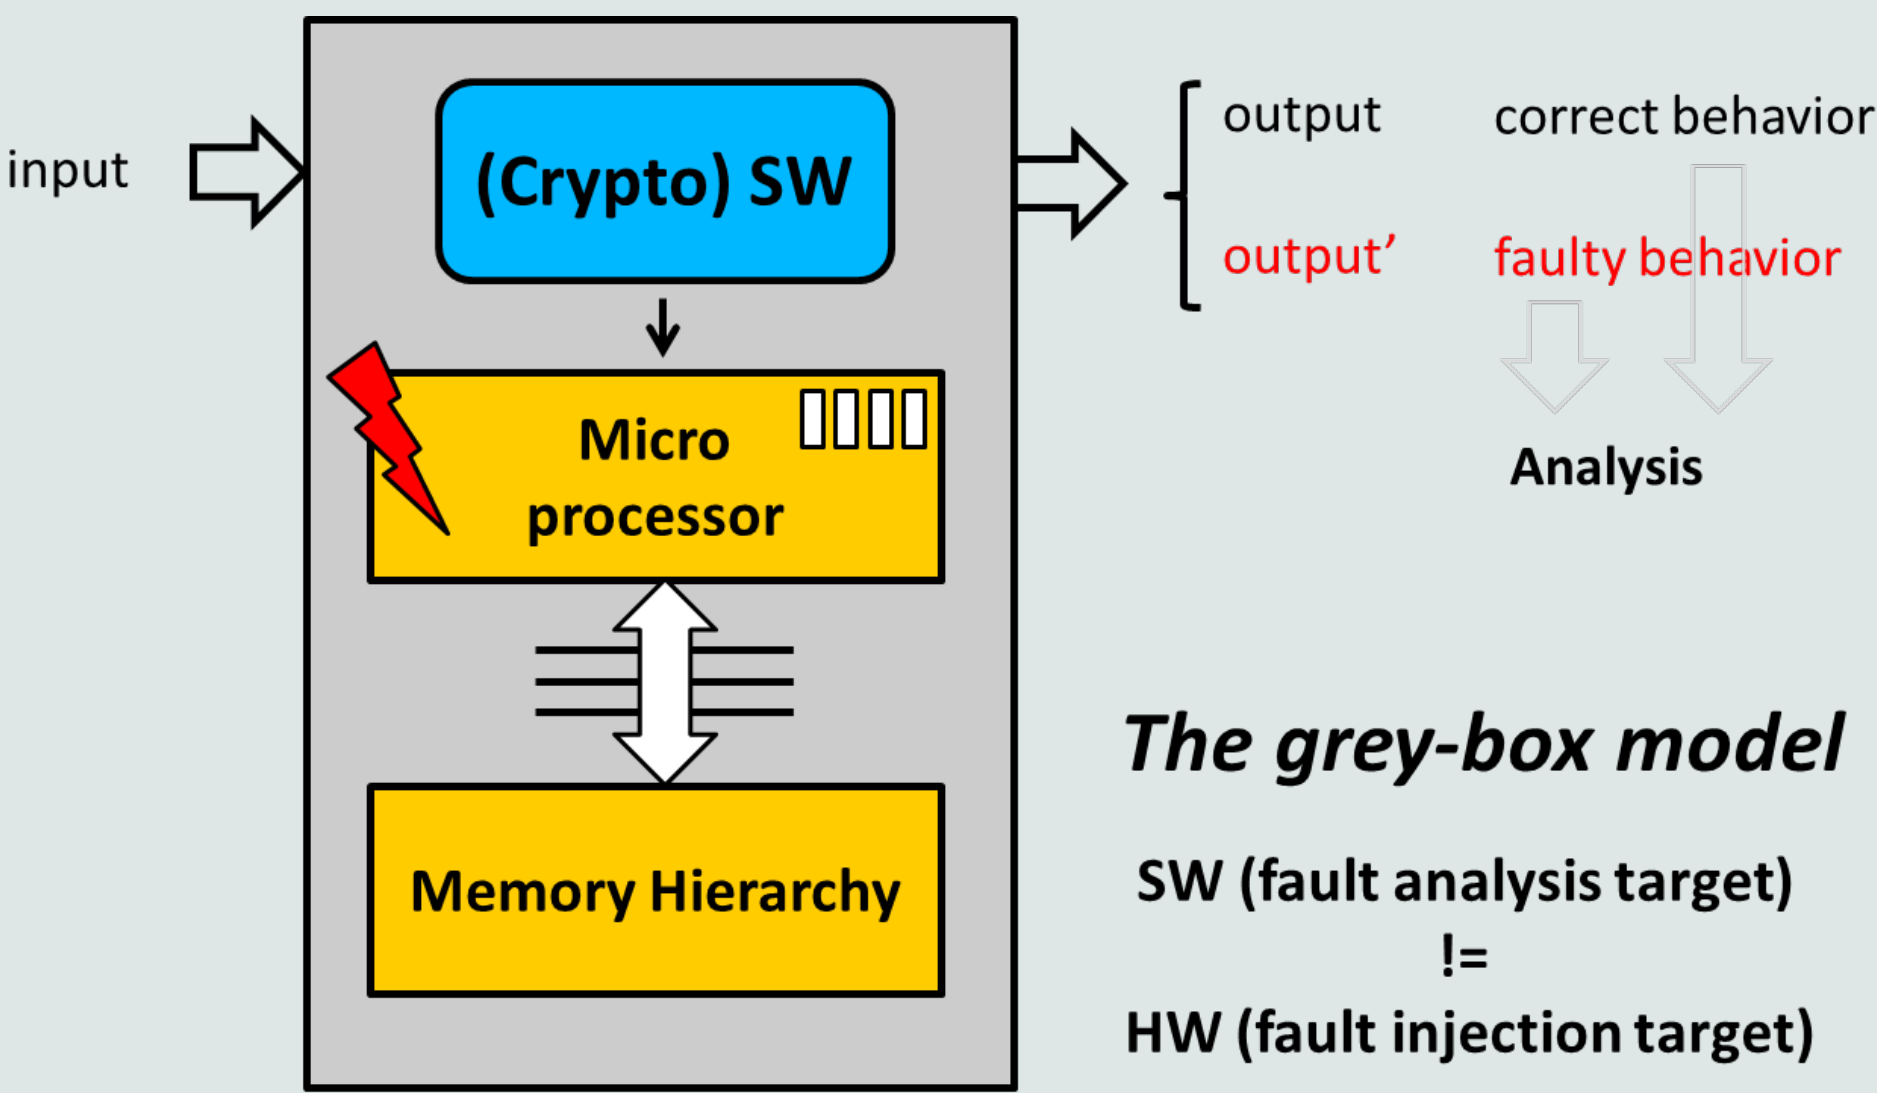 input
(Crypto) SW
output correct behavior
output’ faulty behavior
Micro
processor
Analysis
Memory Hierarchy
The grey-box model
SW (fault analysis target)
!=
HW (fault injection target)